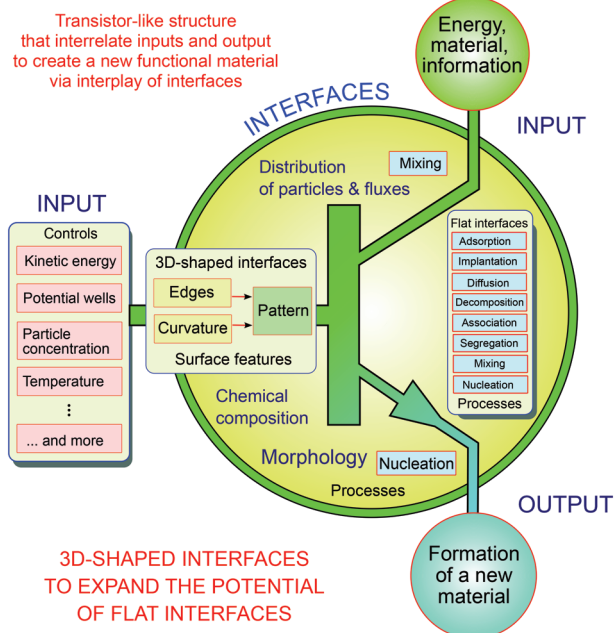 Transistor-like structure
that interrelate inputs and output
to create a new functional material
via interplay of interfaces
Energy,
material,
information
INPUT
INTERFACES
Mixing
Distribution
of particles & fluxes
INPUT
Controls
Kinetic energy
Potential wells
Particle
concentration
Temperature
... and more
3D-shaped interfaces
Edges
Curvature
Pattern
Surface features
Flat interfaces
Adsorption
Implantation
Diffusion
Decomposition
Association
Segregation
Mixing
Nucleation
Processes
Chemical
composition
Morphology
Nucleation
Processes
OUTPUT
Formation
of a new
material
3D-SHAPED INTERFACES
TO EXPAND THE POTENTIAL
OF FLAT INTERFACES